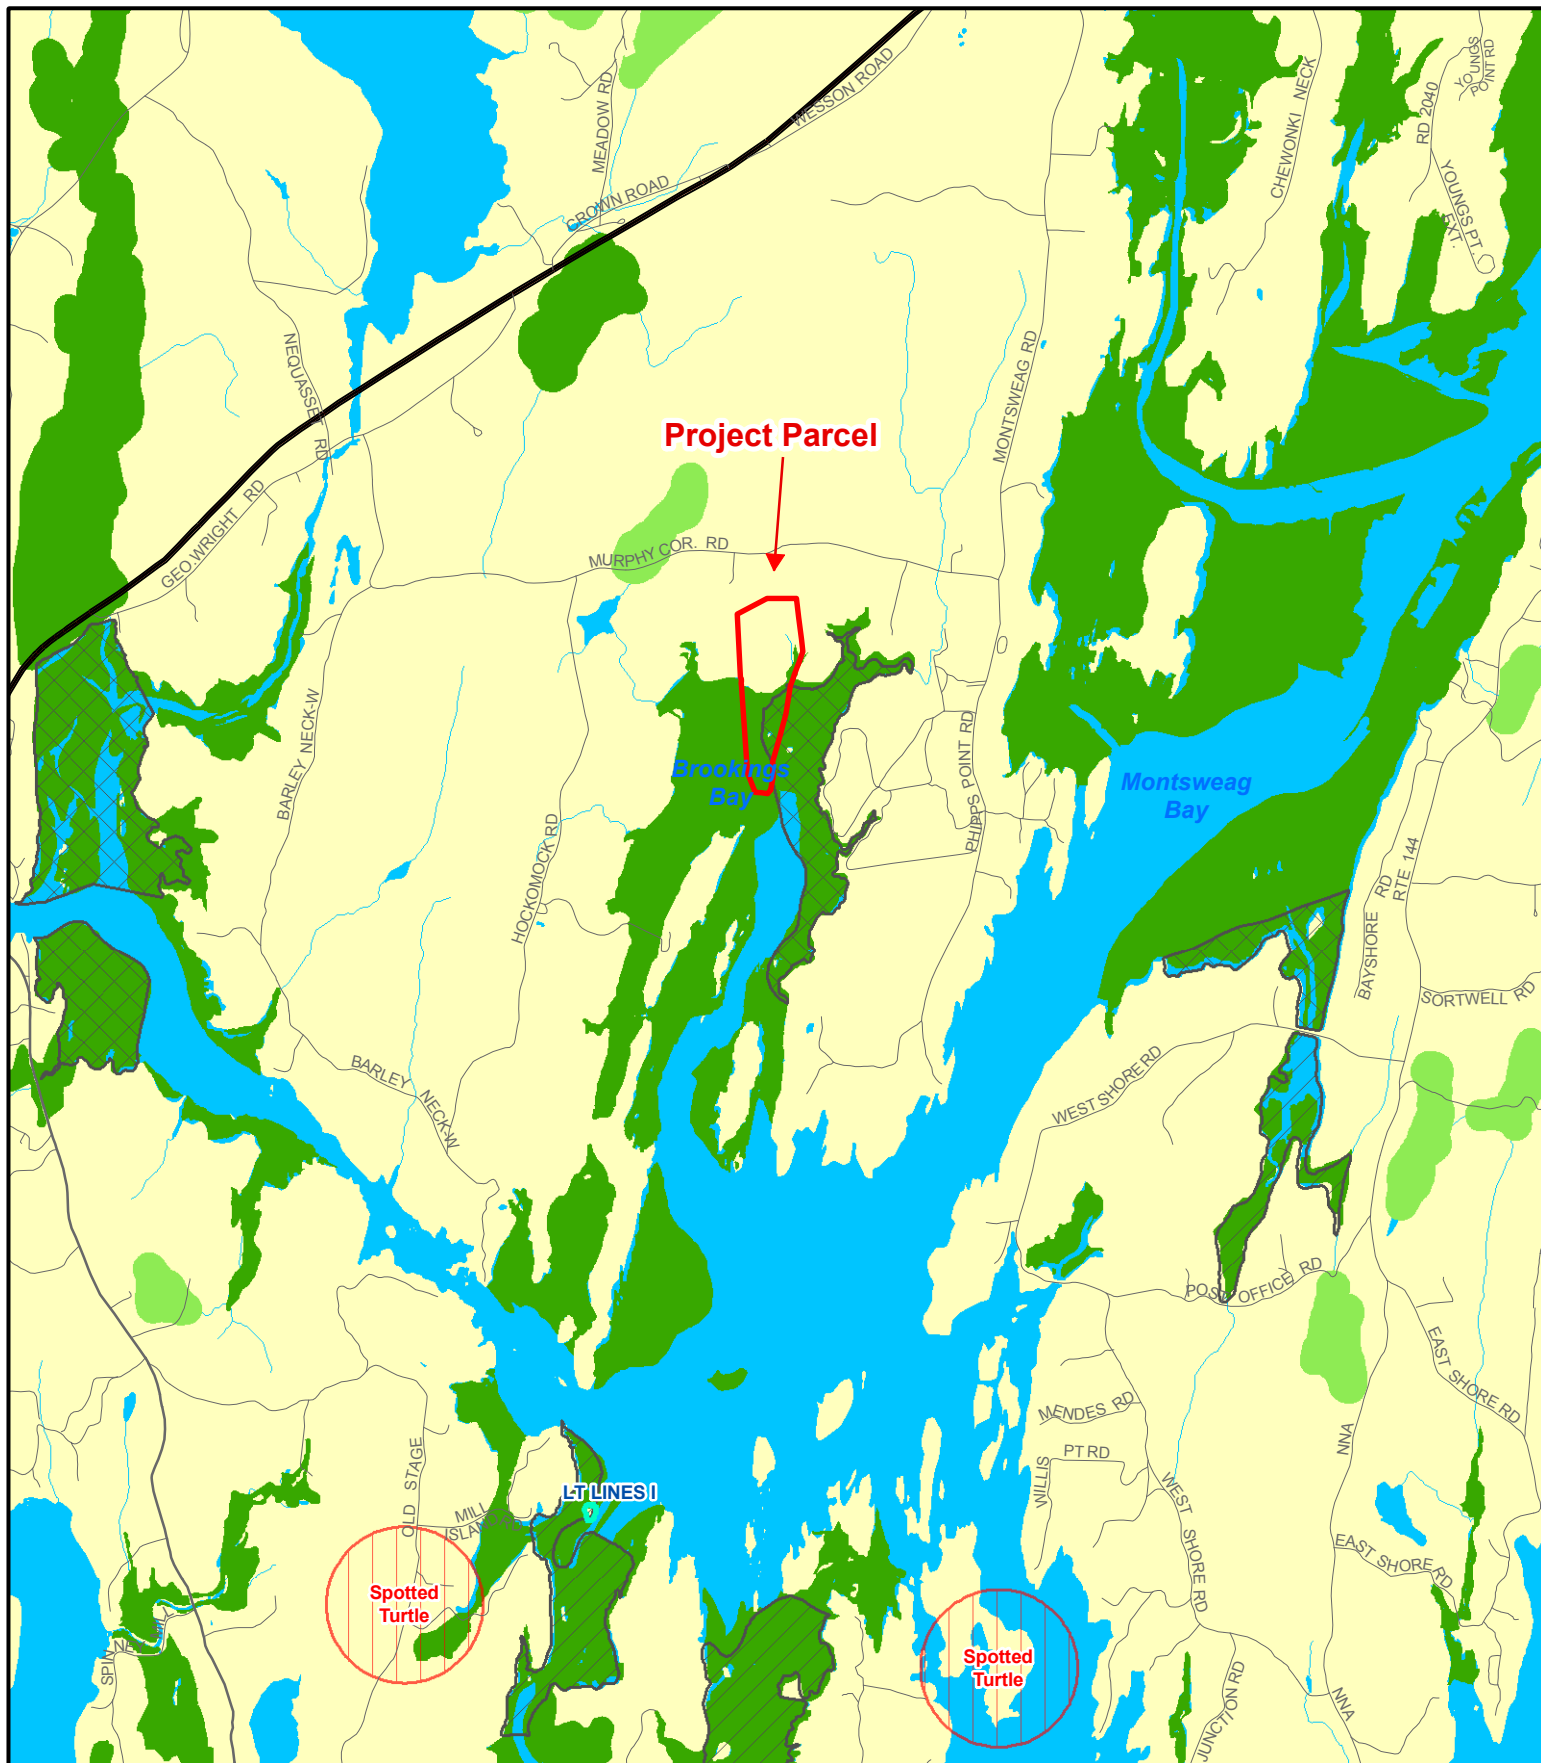 YOUNGS
POINT RD
WESSON ROAD
MEADOW RD
CHEWONKI NECK
RD 2040
YOUNGS PT.
EXT.
CROWN ROAD
NEQUASSET RD
MONTSWEAG RD
Project Parcel
GEO.WRIGHT RD
MURPHY COR. RD
BARLEY NECK-W
PHIPPS POINT RD
Brookings
Bay
Montsweag
Bay
HOCKOMOCK RD
RTE 144
BAYSHORE RD
SORTWELL RD
BARLEY NECK-W
WEST SHORE RD
POST OFFICE RD
EAST SHORE RD
MENDES RD
NNA
OLD STAGE
PT RD
WILLIS
LT LINES I
MILL
ISLAND RD
WEST SHORE RD
EAST SHORE RD
Spotted
Turtle
Spotted
Turtle
JUNCTION RD
NNA